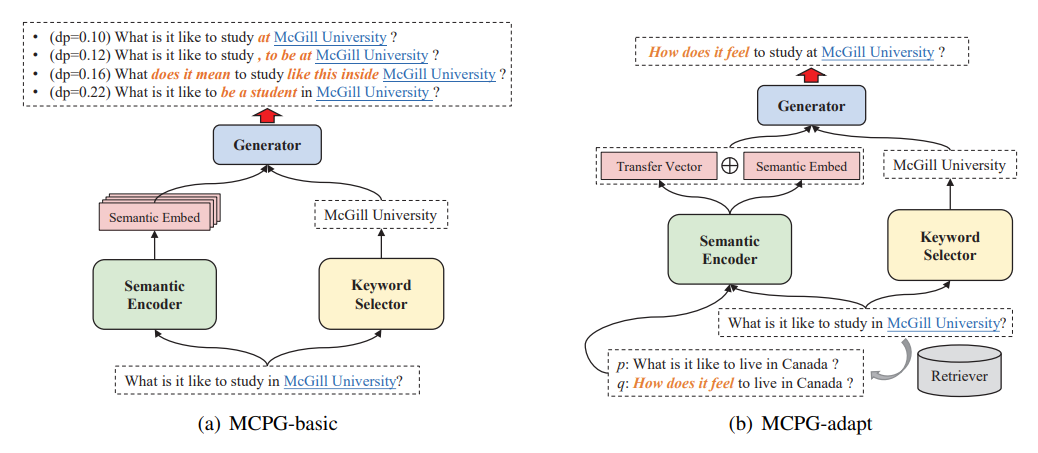 • (dp=0.10) What is it like to study at McGill University ?
• (dp=0.12) What is it like to study , to be at McGill University ?
• (dp=0.16) What does it mean to study like this inside McGill University ?
• (dp=0.22) What is it like to be a student in McGill University ?
Generator
Semantic Embed
McGill University
Semantic
Encoder
Keyword
Selector
What is it like to study in McGill University?
(a) MCPG-basic
How does it feel to study at McGill University ?
Generator
Transfer Vector ⊕ Semantic Embed
McGill University
Semantic
Encoder
Keyword
Selector
What is it like to study in McGill University?
p: What is it like to live in Canada ?
q: How does it feel to live in Canada ?
Retriever
(b) MCPG-adapt